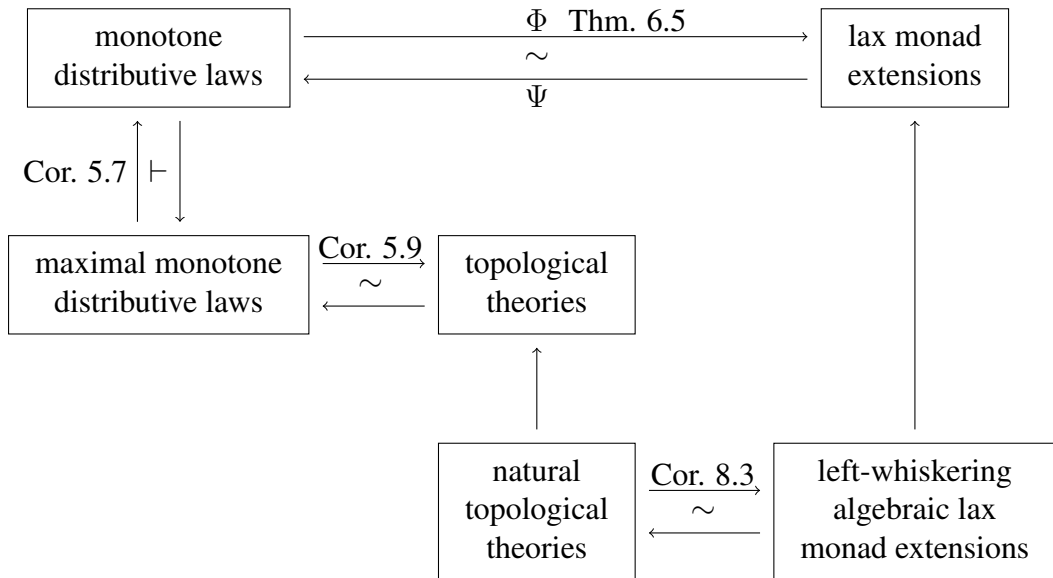 monotone
distributive laws
Φ Thm. 6.5
∼
Ψ
lax monad
extensions
Cor. 5.7 ⊢
maximal monotone
distributive laws
Cor. 5.9
∼
topological
theories
natural
topological
theories
Cor. 8.3
∼
left-whiskering
algebraic lax
monad extensions